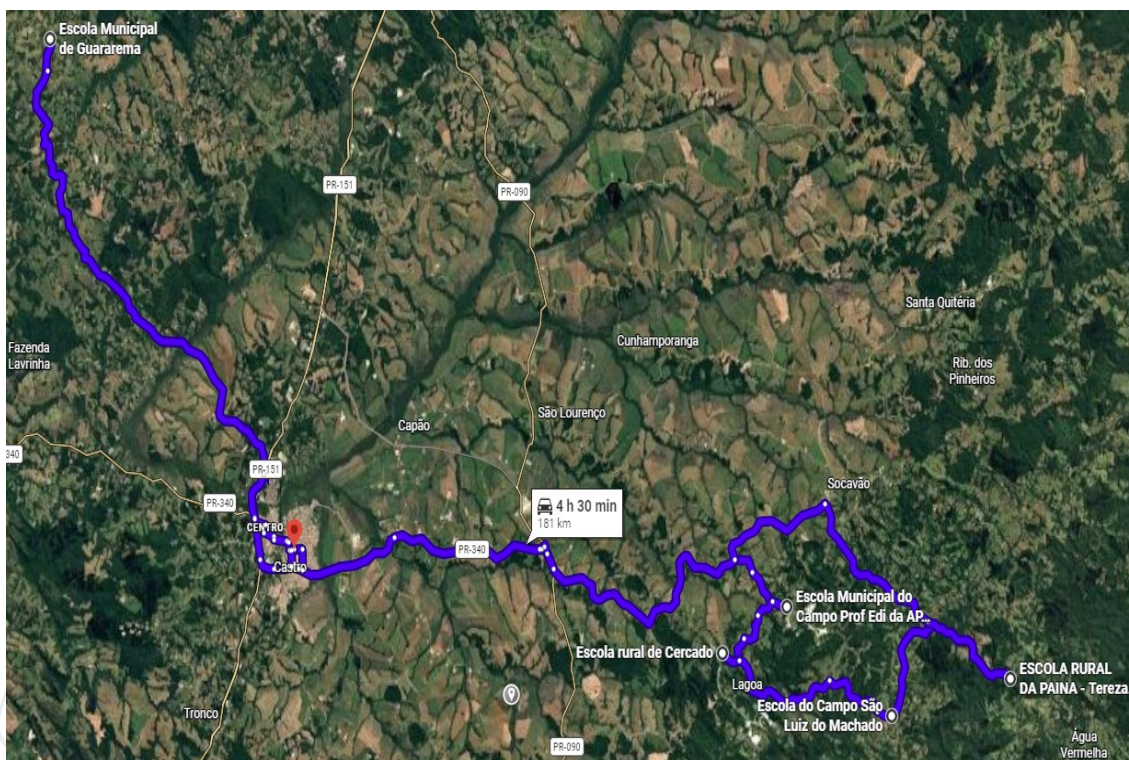 Escola Municipal
de Guararema
PR-151
PR-090
Santa Quitéria
Cunhamporanga
Fazenda
Lavrinha
Rib. dos
Pinheiros
São Lourenço
Capão
340
PR-151
Socavão
PR-340
4 h 30 min
181 km
CENTRO
PR-340
Castro
Escola Municipal do
Campo Prof Edi da AP...
Escola rural de Cercado
ESCOLA RURAL
DA PAINA - Tereza
Lagoa
Escola do Campo São
Luiz do Machado
Tronco
Água
Vermelha
PR-090